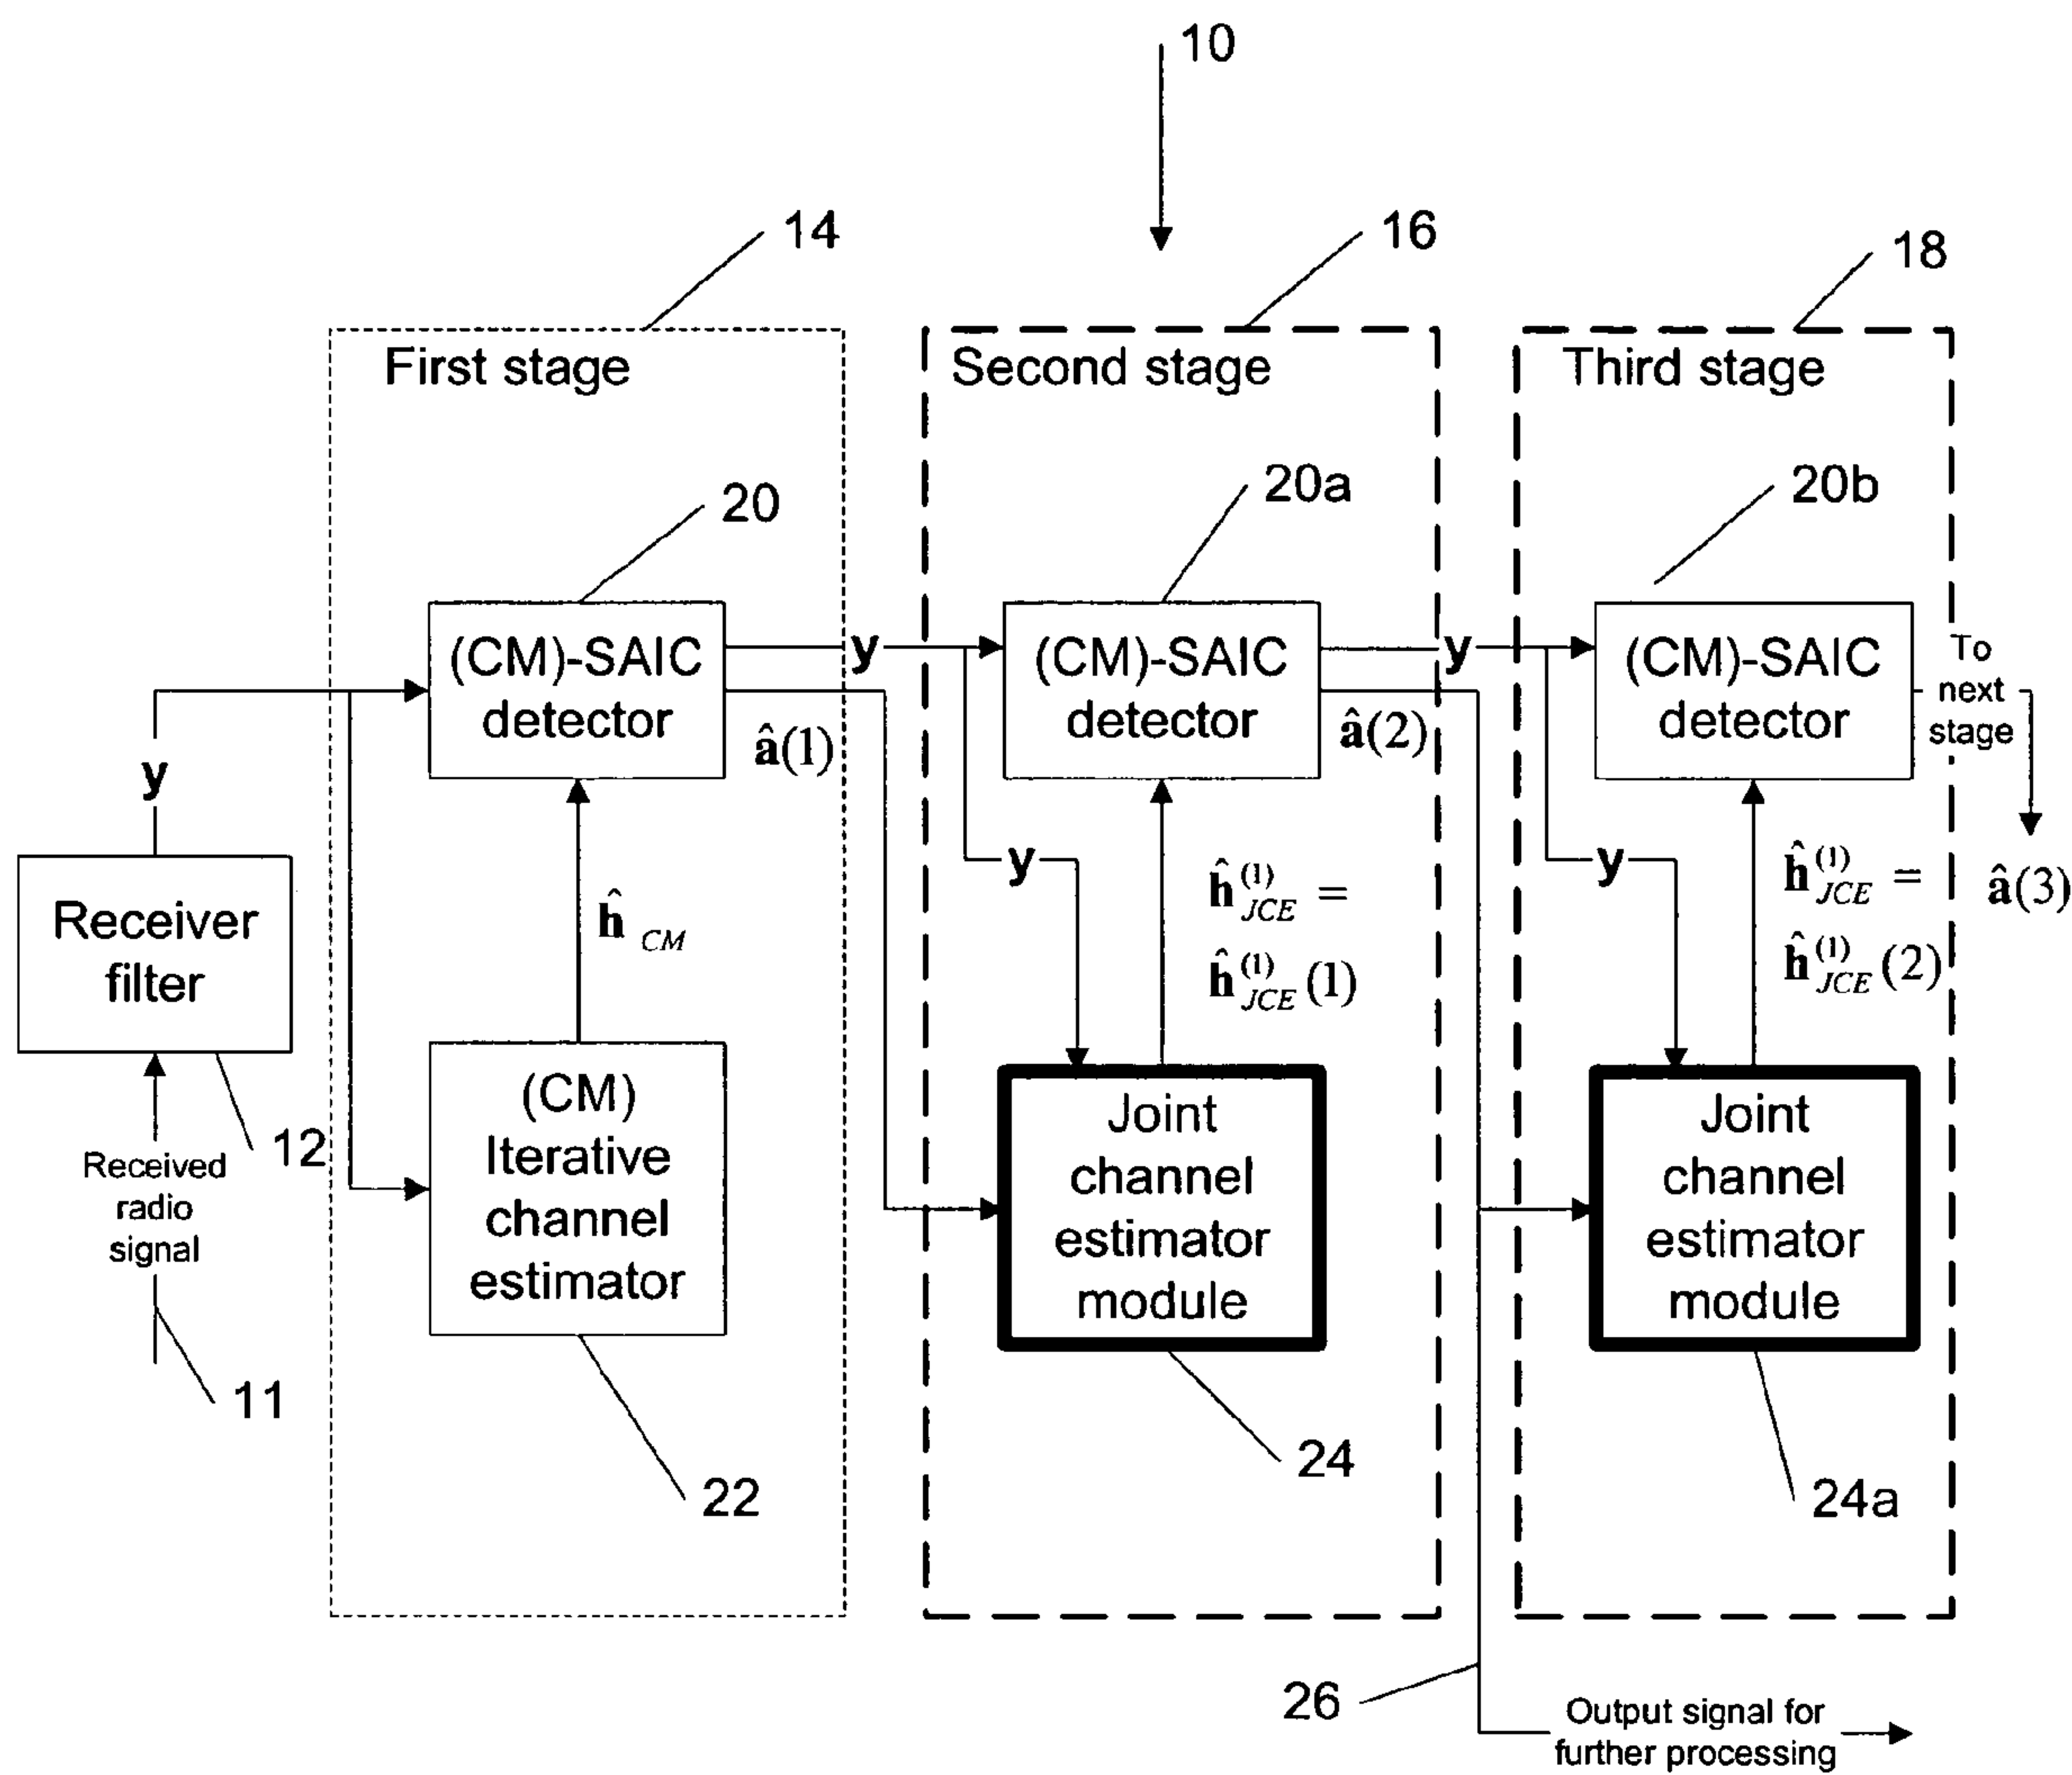 10
14
16
18
First stage
Second stage
Third stage
20
20a
20b
(CM)-SAIC
detector
y
(CM)-SAIC
detector
y
(CM)-SAIC
detector
To
next
stage
y
â(1)
â(2)
â(3)
Receiver
filter
ĥ CM
y
ĥ(1)JCE =
ĥ(1)JCE(1)
y
ĥ(1)JCE =
ĥ(1)JCE(2)
12
Received
radio
signal
11
(CM)
Iterative
channel
estimator
Joint
channel
estimator
module
Joint
channel
estimator
module
22
24
24a
26
Output signal for
further processing